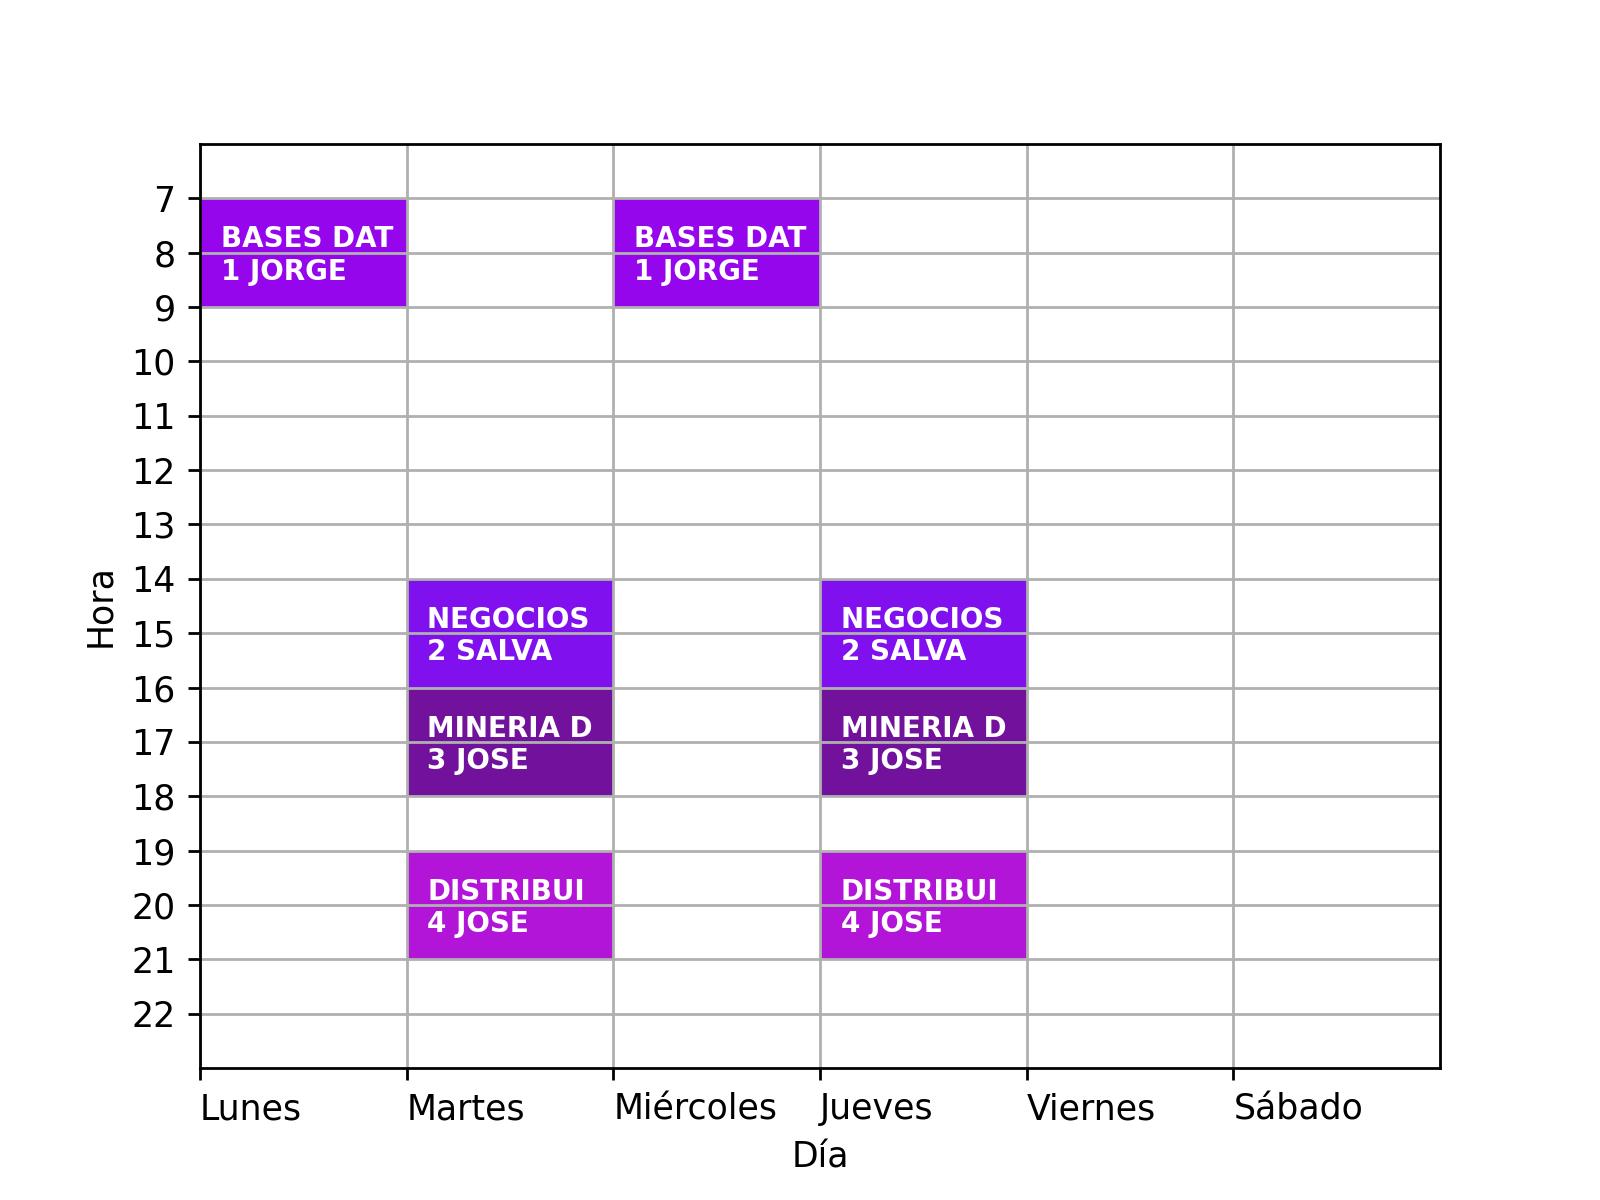 7
BASES DAT
BASES DAT
8
1 JORGE
1 JORGE
9
10
11
12
13
14
Hora
NEGOCIOS
NEGOCIOS
15
2 SALVA
2 SALVA
16
MINERIA D
MINERIA D
17
3 JOSE
3 JOSE
18
19
DISTRIBUI
DISTRIBUI
20
4 JOSE
4 JOSE
21
22
Lunes
Martes
Miércoles
Jueves
Viernes
Sábado
Día